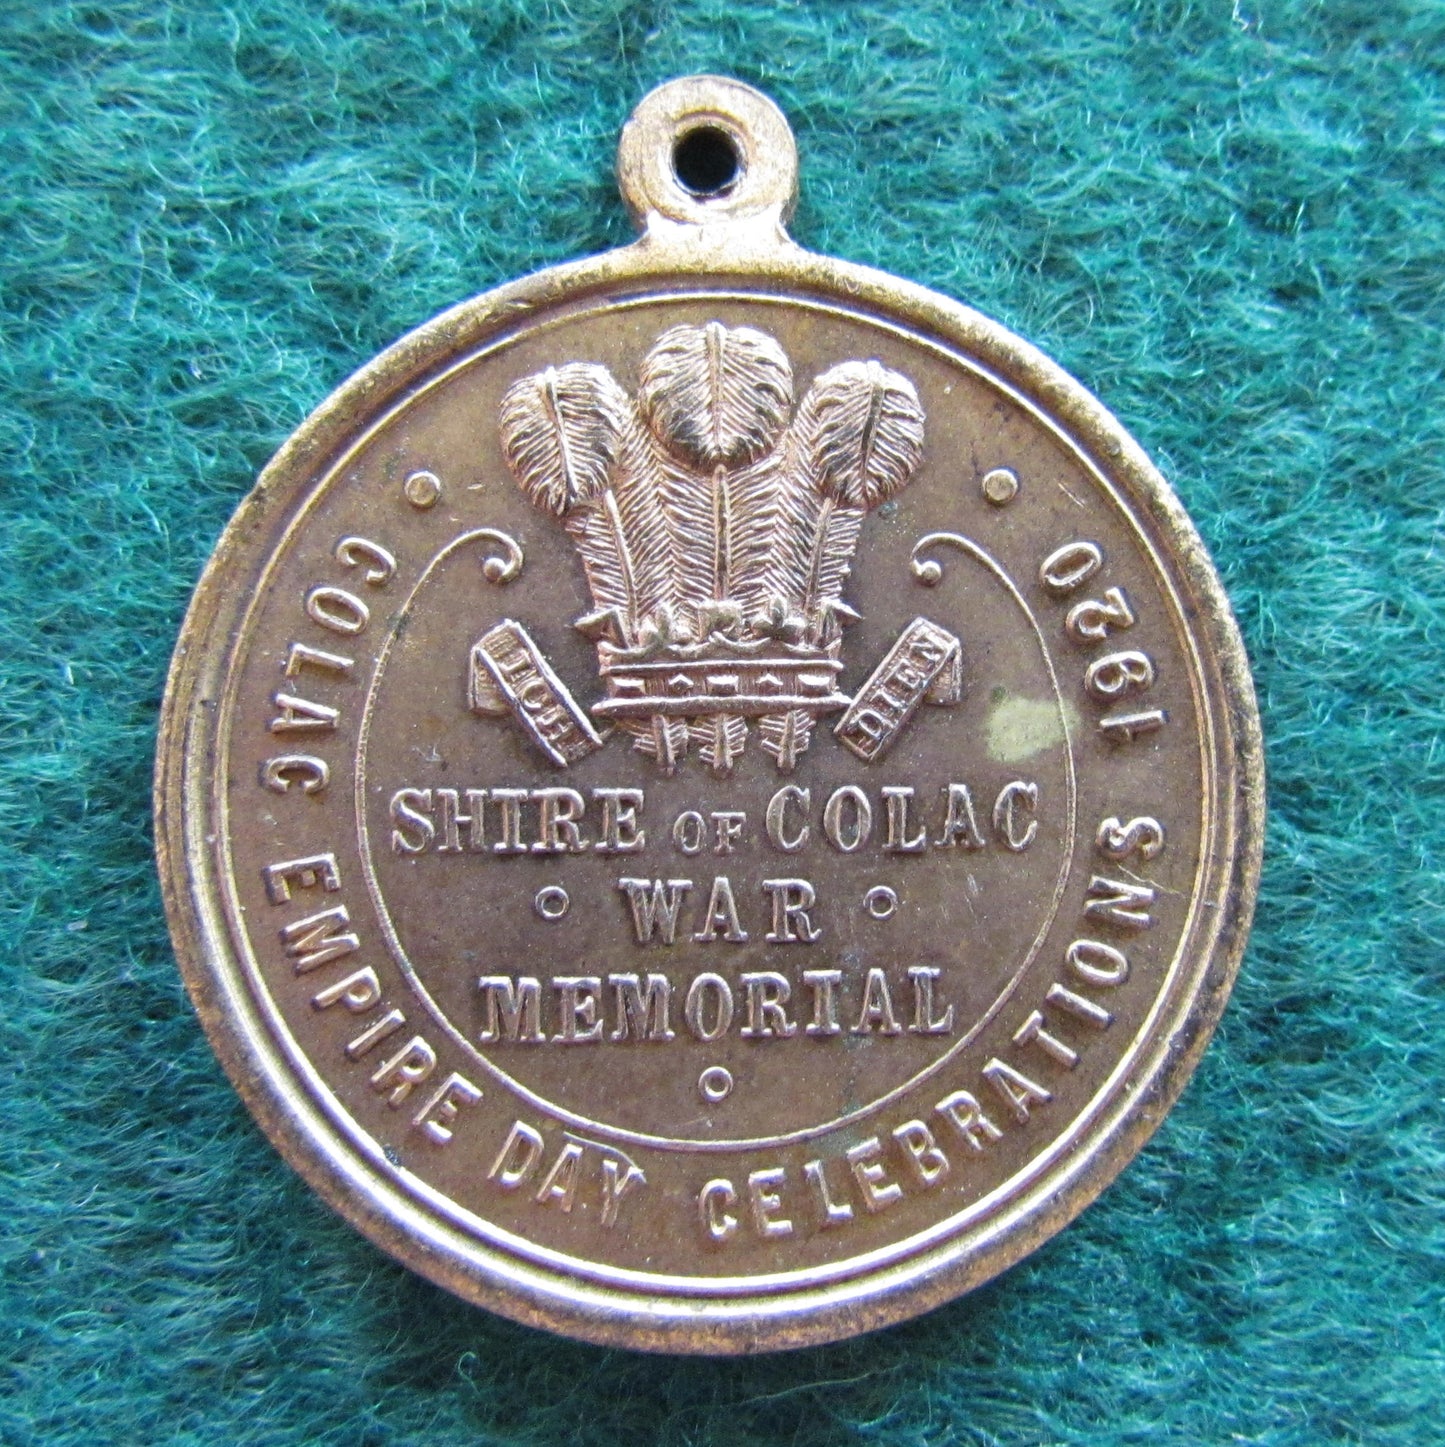 ICH DIEN
SHIRE OF COLAC
WAR
MEMORIAL
COLAC EMPIRE DAY CELEBRATIONS 1920